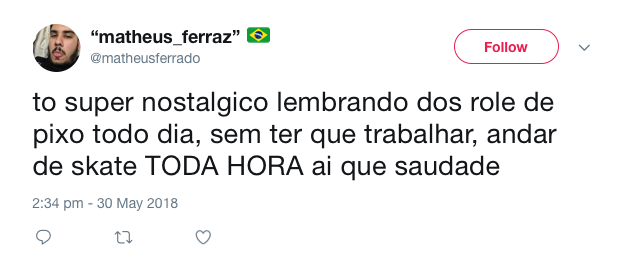 “matheus_ferraz” 🇧🇷
Follow
@matheusferrado
to super nostalgico lembrando dos role de
pixo todo dia, sem ter que trabalhar, andar
de skate TODA HORA ai que saudade
2:34 pm - 30 May 2018